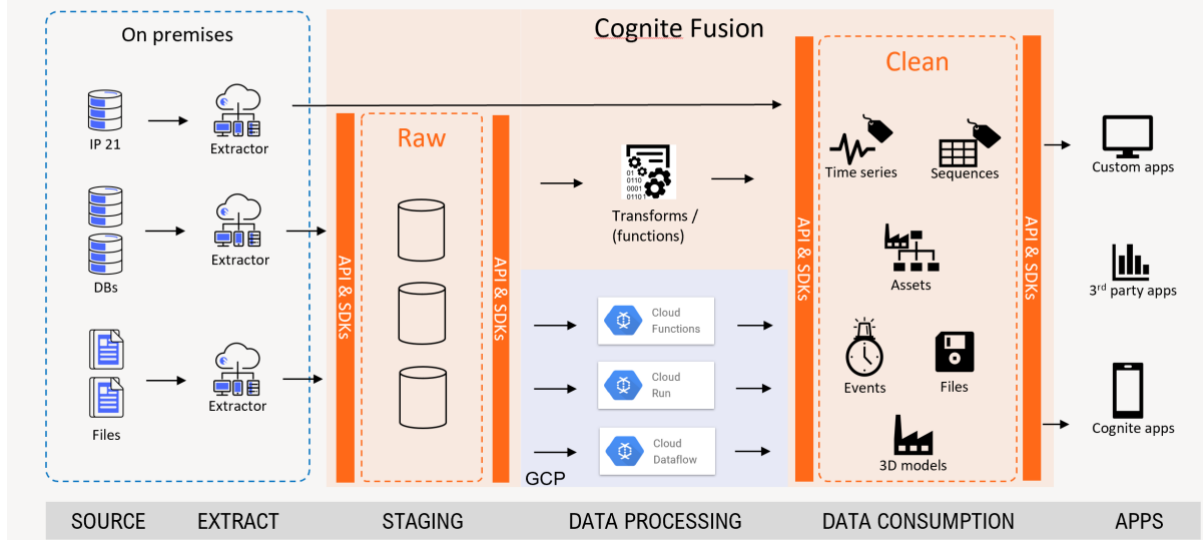 On premises
Cognite Fusion
IP 21
Extractor
DBs
Extractor
Files
Extractor
API & SDKs
Raw
API & SDKs
01
0110
0001
0110
Transforms /
(functions)
Cloud
Functions
Cloud
Run
Cloud
Dataflow
GCP
API & SDKs
Clean
Time series
Sequences
Assets
Events
Files
3D models
API & SDKs
Custom apps
3rd party apps
Cognite apps
SOURCE
EXTRACT
STAGING
DATA PROCESSING
DATA CONSUMPTION
APPS